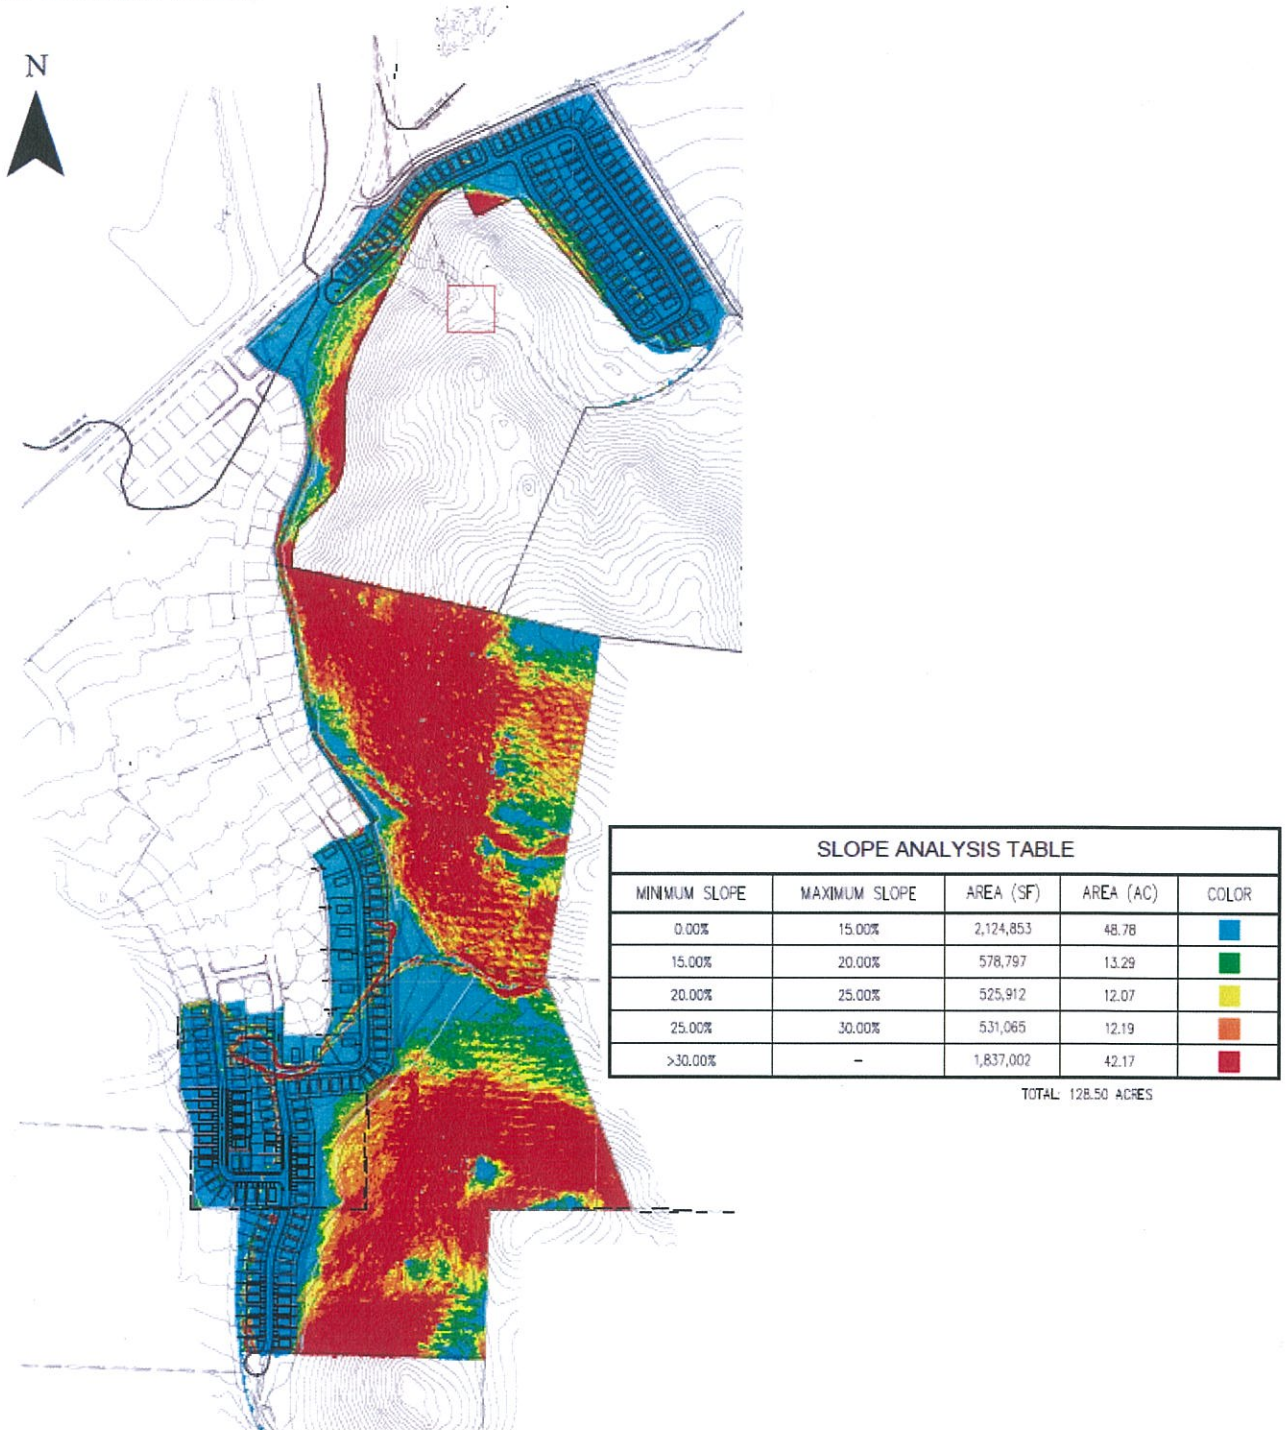 N
SLOPE ANALYSIS TABLE
MINIMUM SLOPE MAXIMUM SLOPE AREA (SF) AREA (AC) COLOR
0.00% 15.00% 2,124,853 48.78
15.00% 20.00% 578,797 13.29
20.00% 25.00% 525,912 12.07
25.00% 30.00% 531,065 12.19
>30.00% - 1,837,002 42.17
TOTAL: 128.50 ACRES